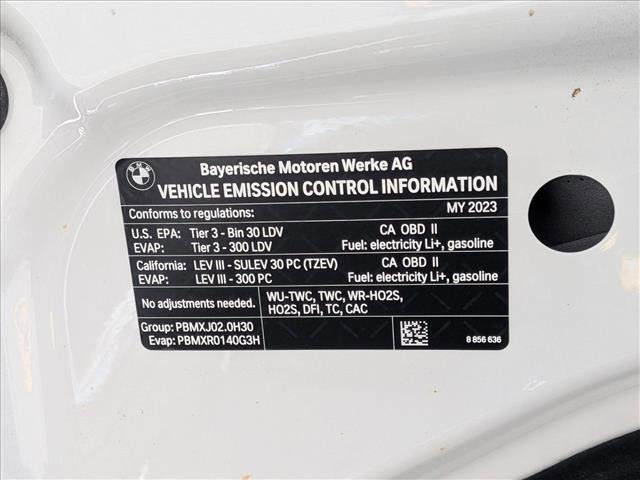 BMW
Bayerische Motoren Werke AG
VEHICLE EMISSION CONTROL INFORMATION
Conforms to regulations: MY 2023
U.S. EPA: Tier 3 - Bin 30 LDV CA OBD II
EVAP: Tier 3 - 300 LDV Fuel: electricity Li+, gasoline
California: LEV III - SULEV 30 PC (TZEV) CA OBD II
EVAP: LEV III - 300 PC Fuel: electricity Li+, gasoline
No adjustments needed. WU-TWC, TWC, WR-HO2S,
HO2S, DFI, TC, CAC
Group: PBMXJ02.0H30
Evap: PBMXR0140G3H 8 856 636